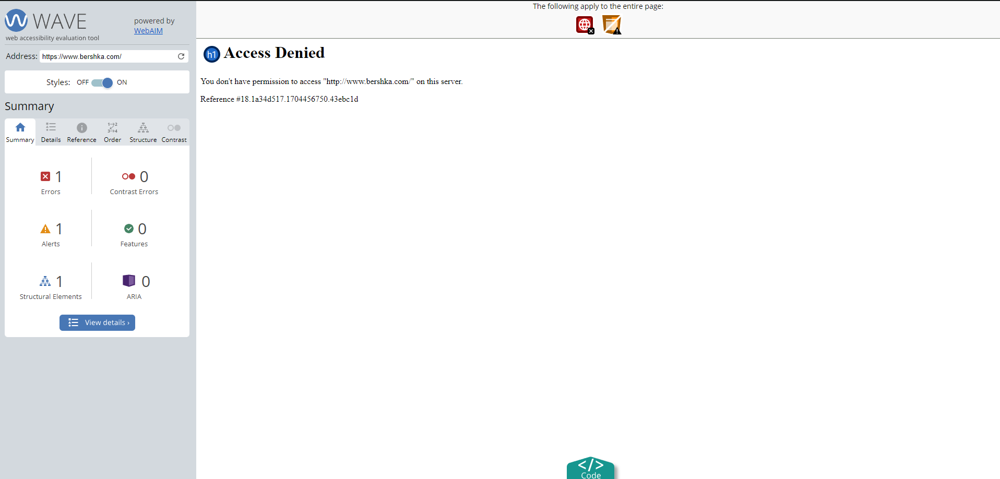 WAVE
powered by
WebAIM
web accessibility evaluation tool
Address: https://www.bershka.com/
Styles: OFF ON
Summary
Summary Details Reference Order Structure Contrast
1 0
Errors Contrast Errors
1 0
Alerts Features
1 0
Structural Elements ARIA
View details ›
The following apply to the entire page:
h1 Access Denied
You don't have permission to access "http://www.bershka.com/" on this server.
Reference #18.1a34d517.1704456750.43ebc1d
</> 
Code